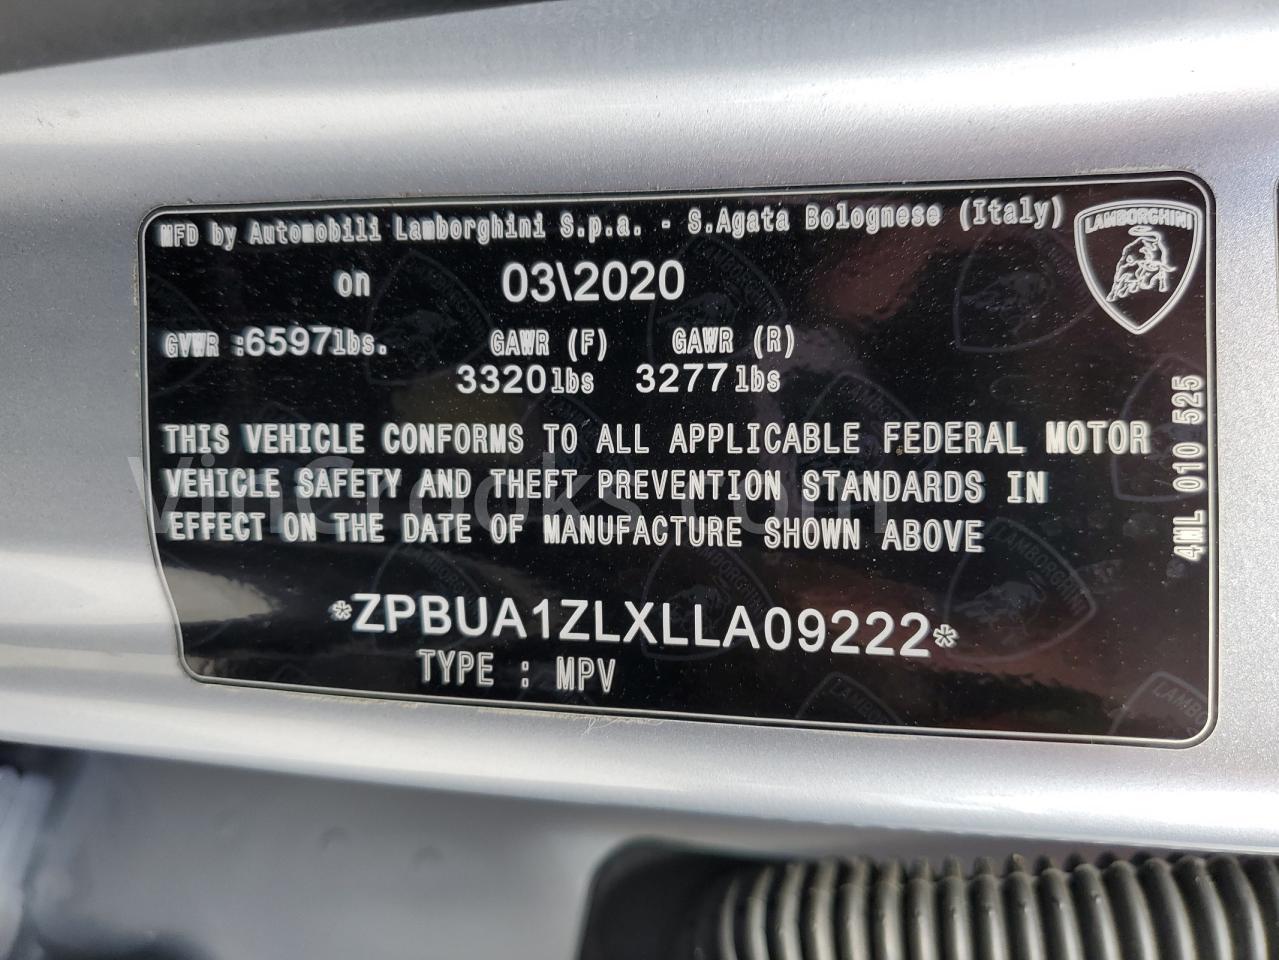 MFD by Automobili Lamborghini S.p.a. - S.Agata Bolognese (Italy)
LAMBORGHINI
on 03\2020
GVWR :6597lbs. GAWR (F) GAWR (R)
3320lbs 3277lbs
THIS VEHICLE CONFORMS TO ALL APPLICABLE FEDERAL MOTOR
VEHICLE SAFETY AND THEFT PREVENTION STANDARDS IN
EFFECT ON THE DATE OF MANUFACTURE SHOWN ABOVE
*ZPBUA1ZLXLLA09222*
TYPE : MPV
4ML 010 525